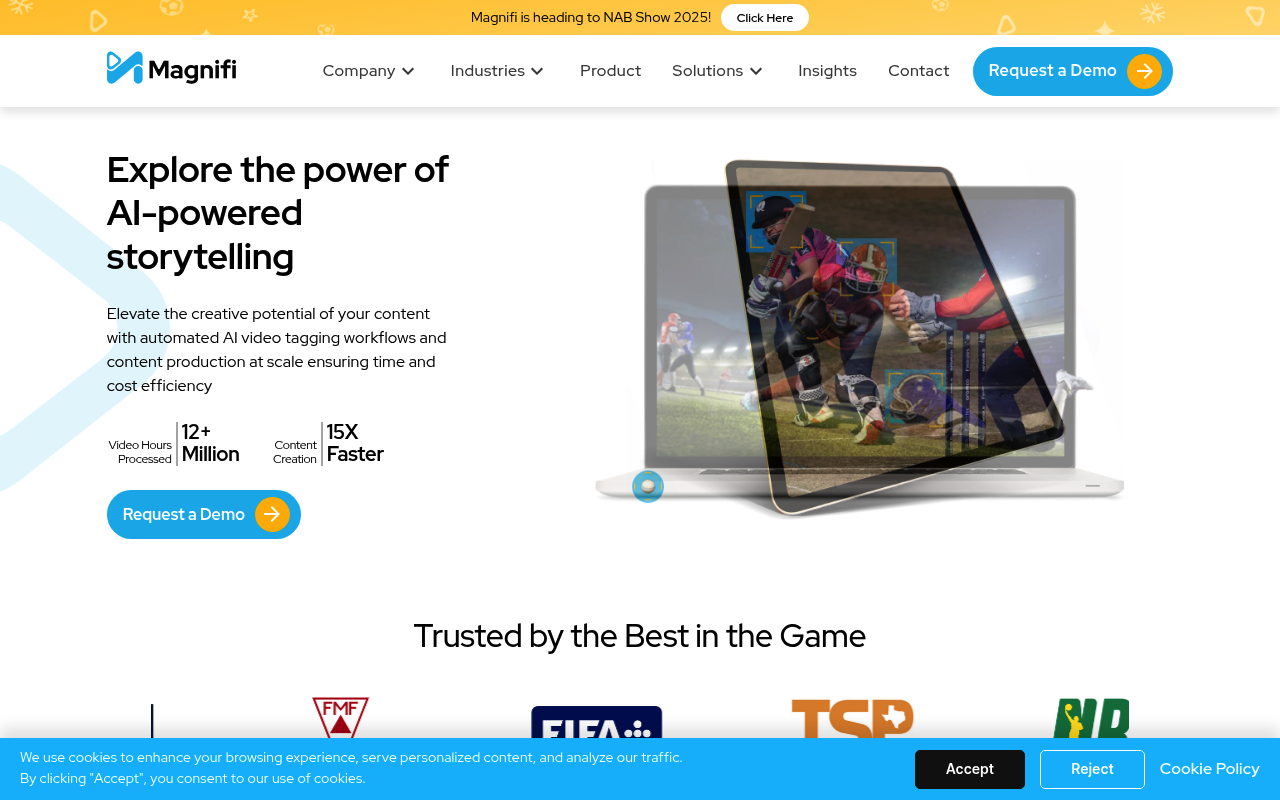 Magnifi is heading to NAB Show 2025!
Click Here
Magnifi
Company
Industries
Product
Solutions
Insights
Contact
Request a Demo
Explore the power of
AI-powered
storytelling
Elevate the creative potential of your content
with automated AI video tagging workflows and
content production at scale ensuring time and
cost efficiency
Video Hours
Processed
12+
Million
Content
Creation
15X
Faster
Request a Demo
Trusted by the Best in the Game
FMF
FIFA
TSP
We use cookies to enhance your browsing experience, serve personalized content, and analyze our traffic.
By clicking "Accept", you consent to our use of cookies.
Accept
Reject
Cookie Policy